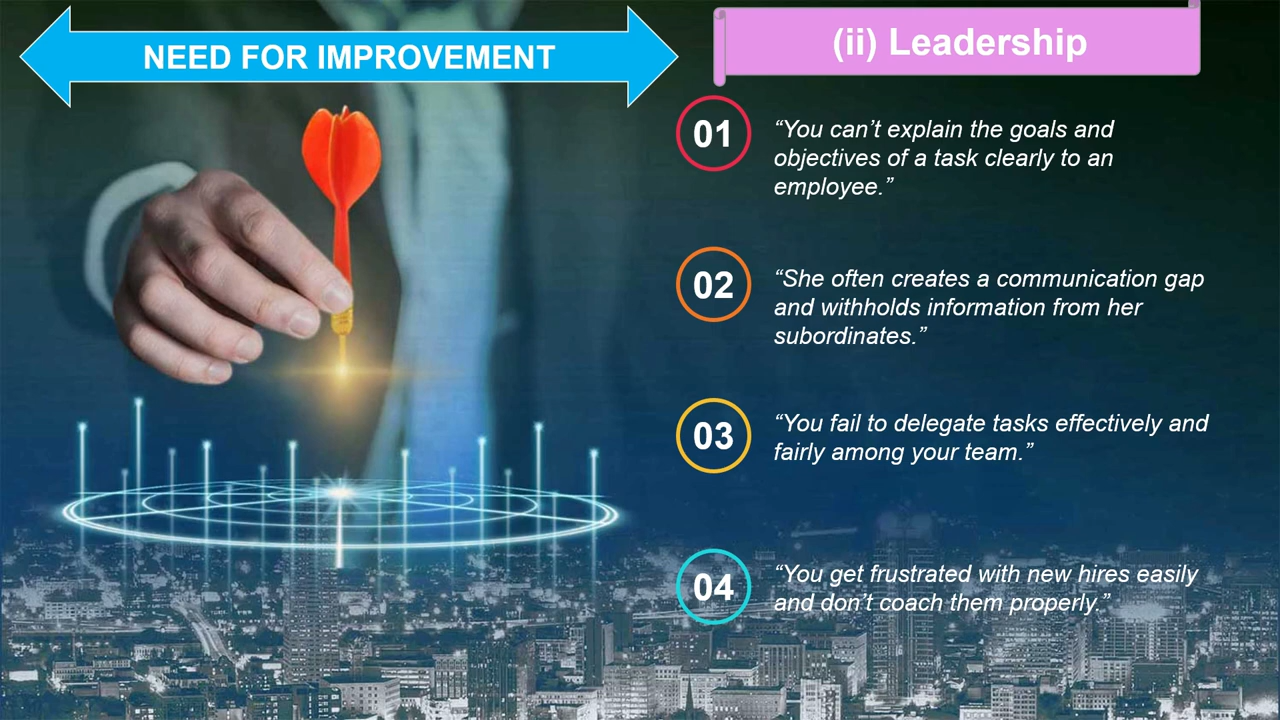 NEED FOR IMPROVEMENT
(ii) Leadership
01
“You can’t explain the goals and
objectives of a task clearly to an
employee.”
02
“She often creates a communication gap
and withholds information from her
subordinates.”
03
“You fail to delegate tasks effectively and
fairly among your team.”
04
“You get frustrated with new hires easily
and don’t coach them properly.”